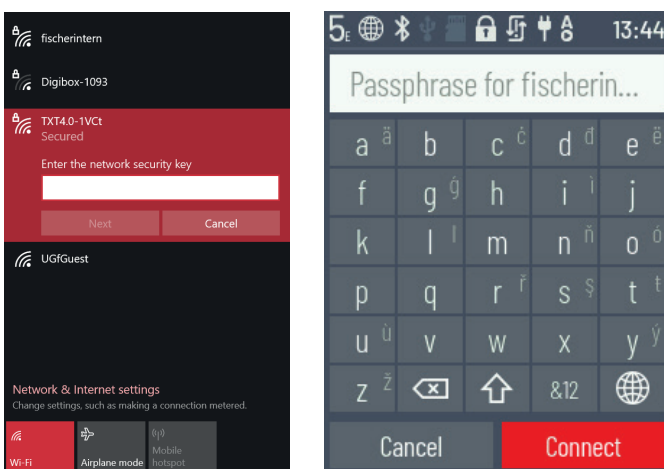 fischerintern
Digibox-1093
TXT4.0-1VCt
Secured
Enter the network security key
Next Cancel
UGfGuest
Network & Internet settings
Change settings, such as making a connection metered.
Wi-Fi Airplane mode Mobile hotspot
5E 13:44
Passphrase for fischerin...
a ä b c ċ d đ e ë
f g ģ h i ì j
k l ľ m n ñ o ó
p q r ř s ş t ŧ
u ù v w x y ý
z ž &12
Cancel Connect